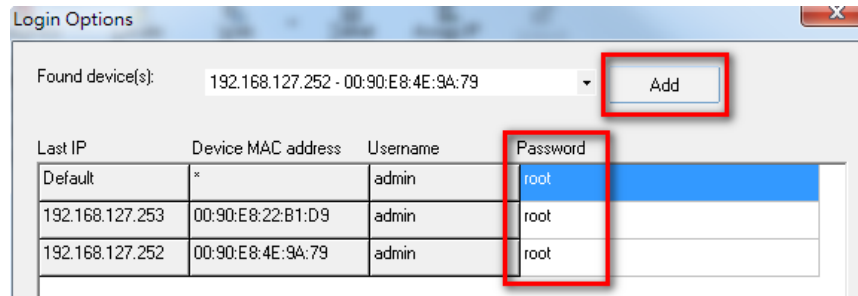 Login Options
Found device(s): 192.168.127.252 - 00:90:E8:4E:9A:79 Add
Last IP Device MAC address Username Password
Default * admin root
192.168.127.253 00:90:E8:22:B1:D9 admin root
192.168.127.252 00:90:E8:4E:9A:79 admin root